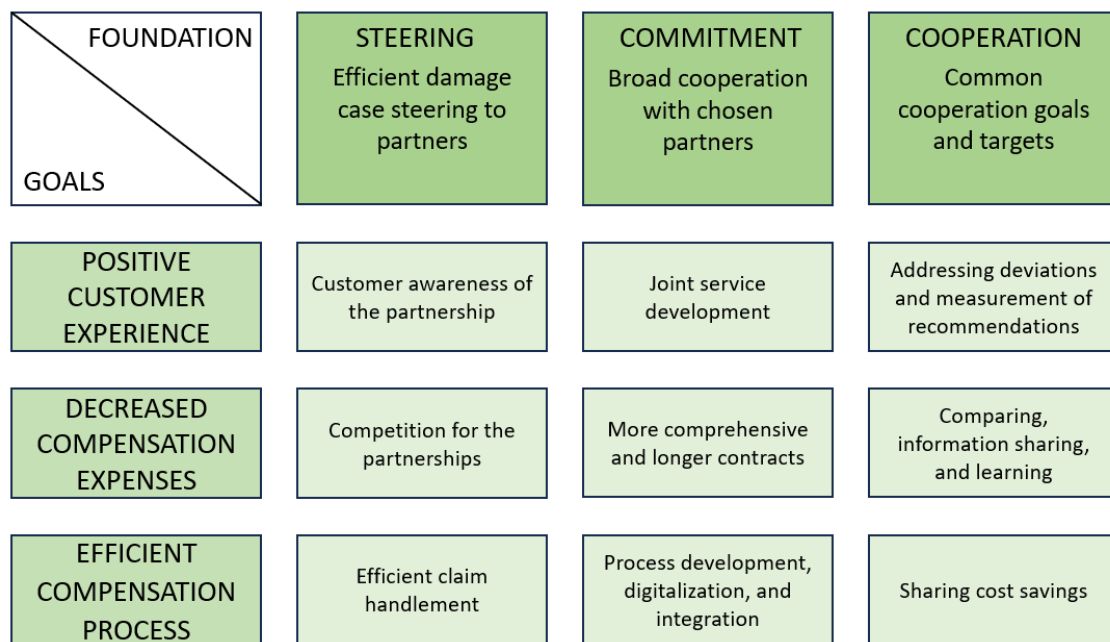 FOUNDATION
GOALS
STEERING
Efficient damage
case steering to
partners
COMMITMENT
Broad cooperation
with chosen
partners
COOPERATION
Common
cooperation goals
and targets
POSITIVE
CUSTOMER
EXPERIENCE
Customer awareness of
the partnership
Joint service
development
Addressing deviations
and measurement of
recommendations
DECREASED
COMPENSATION
EXPENSES
Competition for the
partnerships
More comprehensive
and longer contracts
Comparing,
information sharing,
and learning
EFFICIENT
COMPENSATION
PROCESS
Efficient claim
handlement
Process development,
digitalization, and
integration
Sharing cost savings